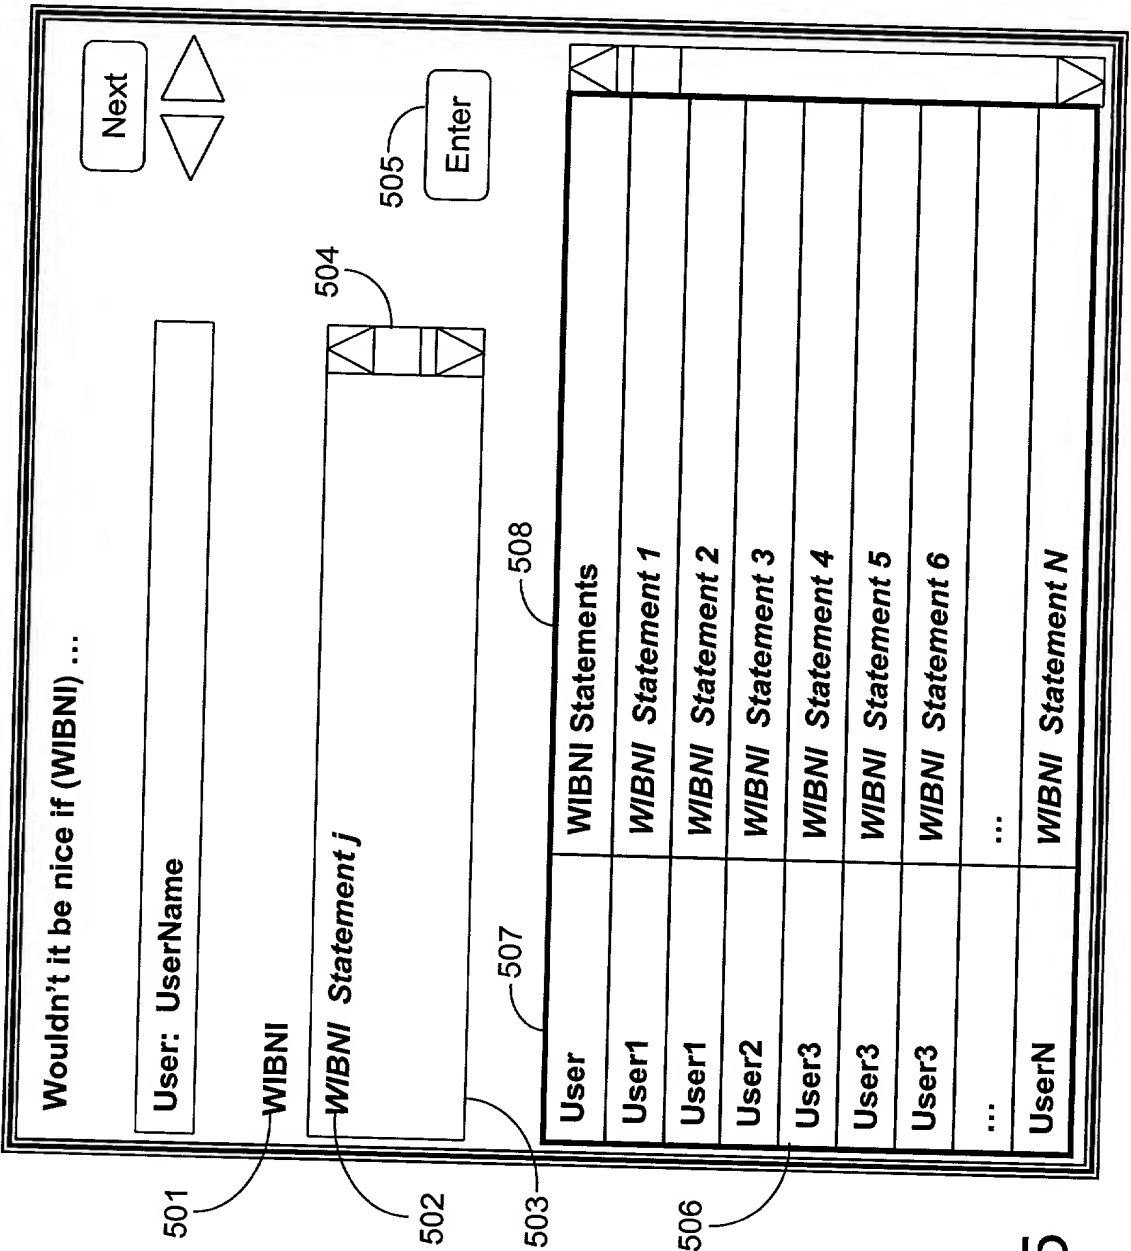 Wouldn't it be nice if (WIBNI) ...
Next
User: UserName
501
WIBNI
504
505
502
WIBNI Statement j
Enter
503
507
508
User WIBNI Statements
User1 WIBNI Statement 1
User1 WIBNI Statement 2
User2 WIBNI Statement 3
506
User3 WIBNI Statement 4
User3 WIBNI Statement 5
User3 WIBNI Statement 6
... ...
UserN WIBNI Statement N
5